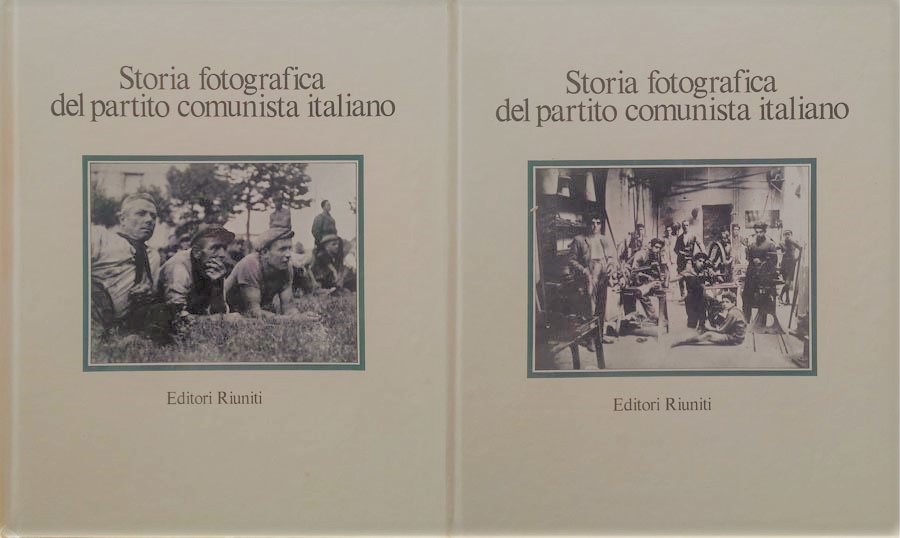 Storia fotografica
del partito comunista italiano
Editori Riuniti
Storia fotografica
del partito comunista italiano
Editori Riuniti